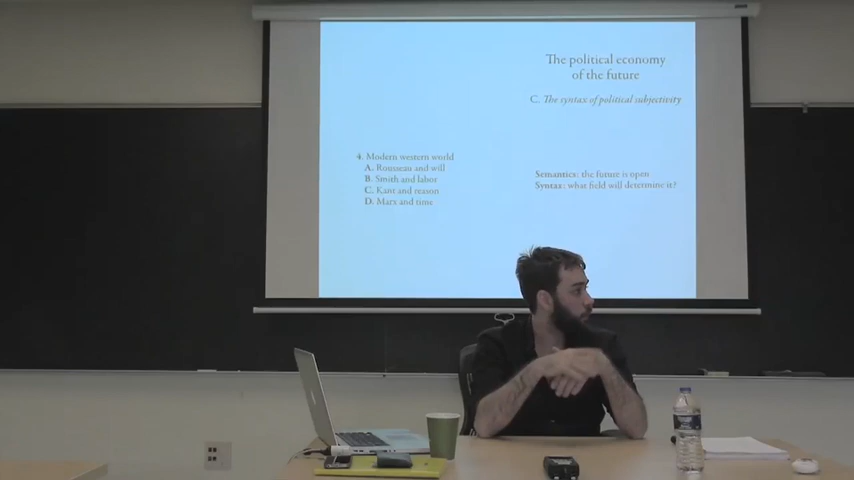 The political economy
of the future
C. The syntax of political subjectivity
4. Modern western world
A. Rousseau and will
B. Smith and labor
C. Kant and reason
D. Marx and time
Semantics: the future is open
Syntax: what field will determine it?